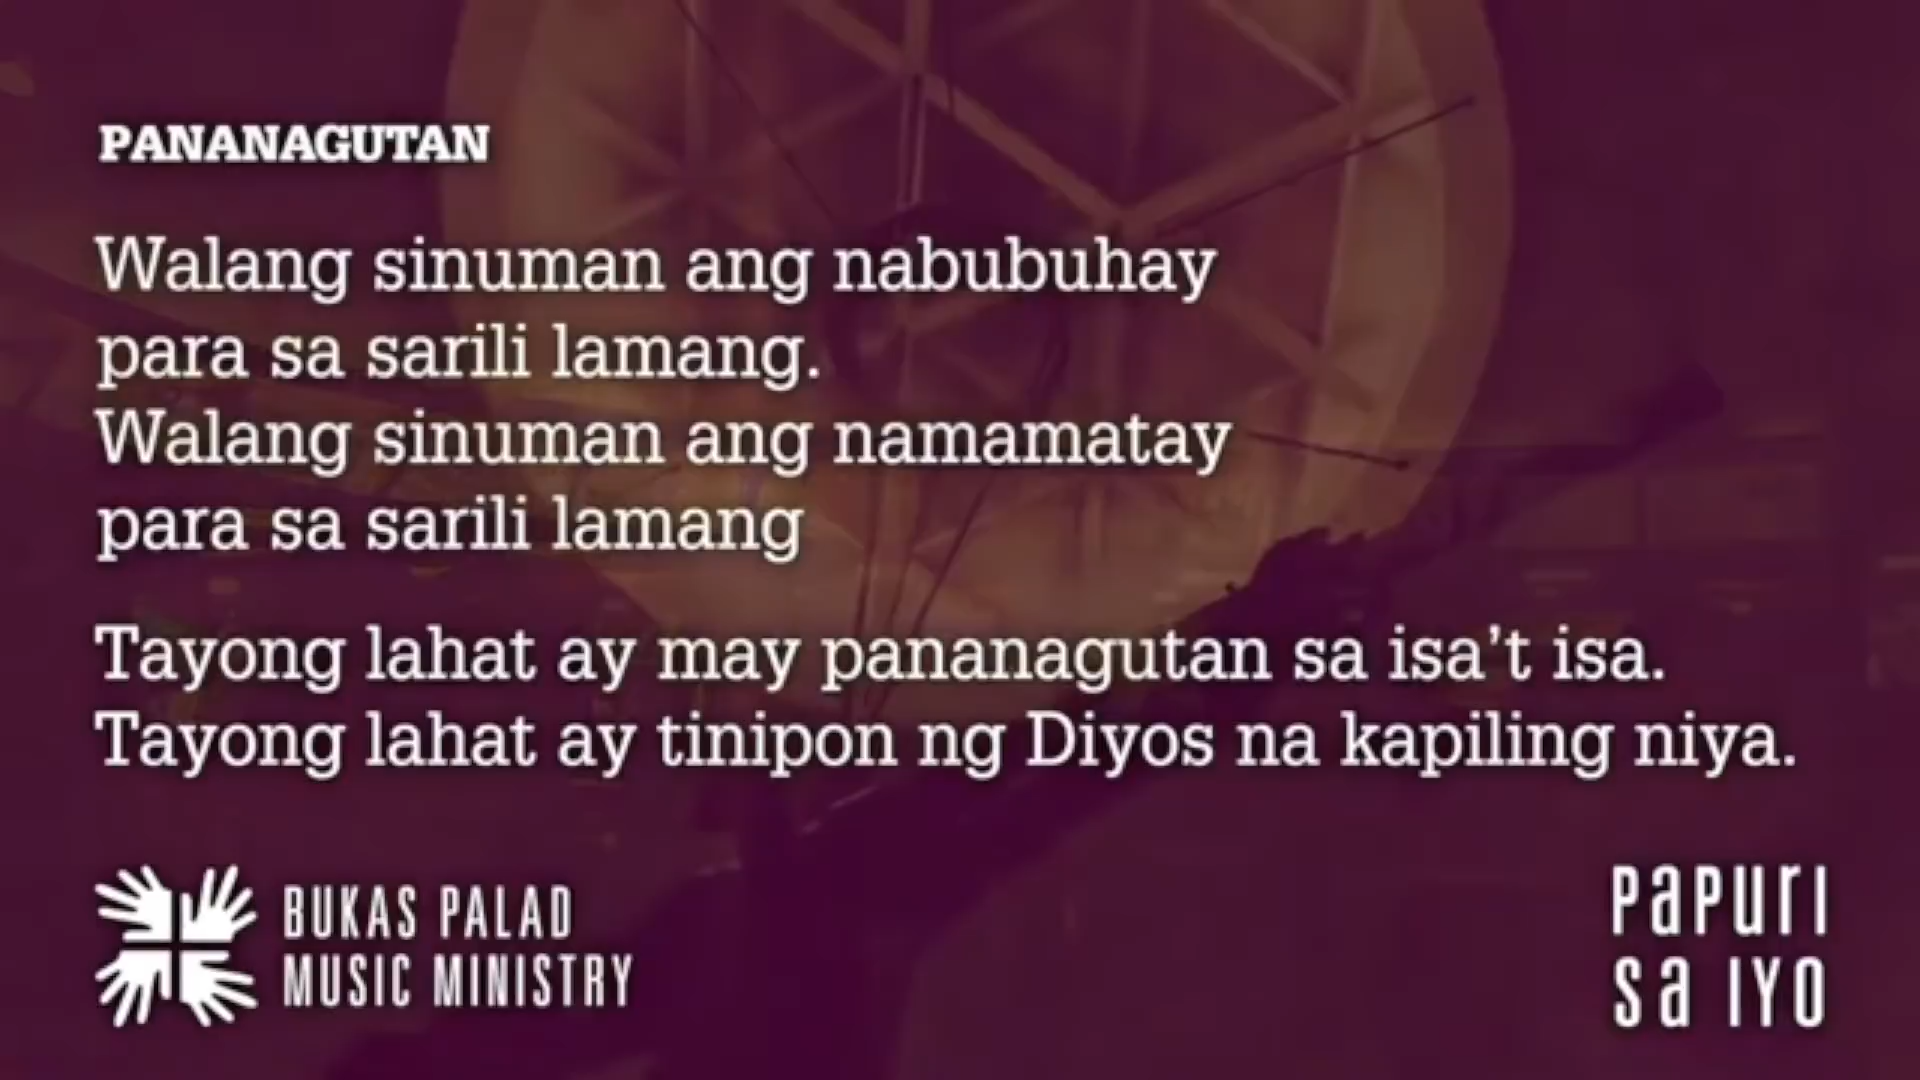 PANANAGUTAN
Walang sinuman ang nabubuhay
para sa sarili lamang.
Walang sinuman ang namamatay
para sa sarili lamang
Tayong lahat ay may pananagutan sa isa’t isa.
Tayong lahat ay tinipon ng Diyos na kapiling niya.
BUKAS PALAD
MUSIC MINISTRY
PaPUrI
Sa IYO